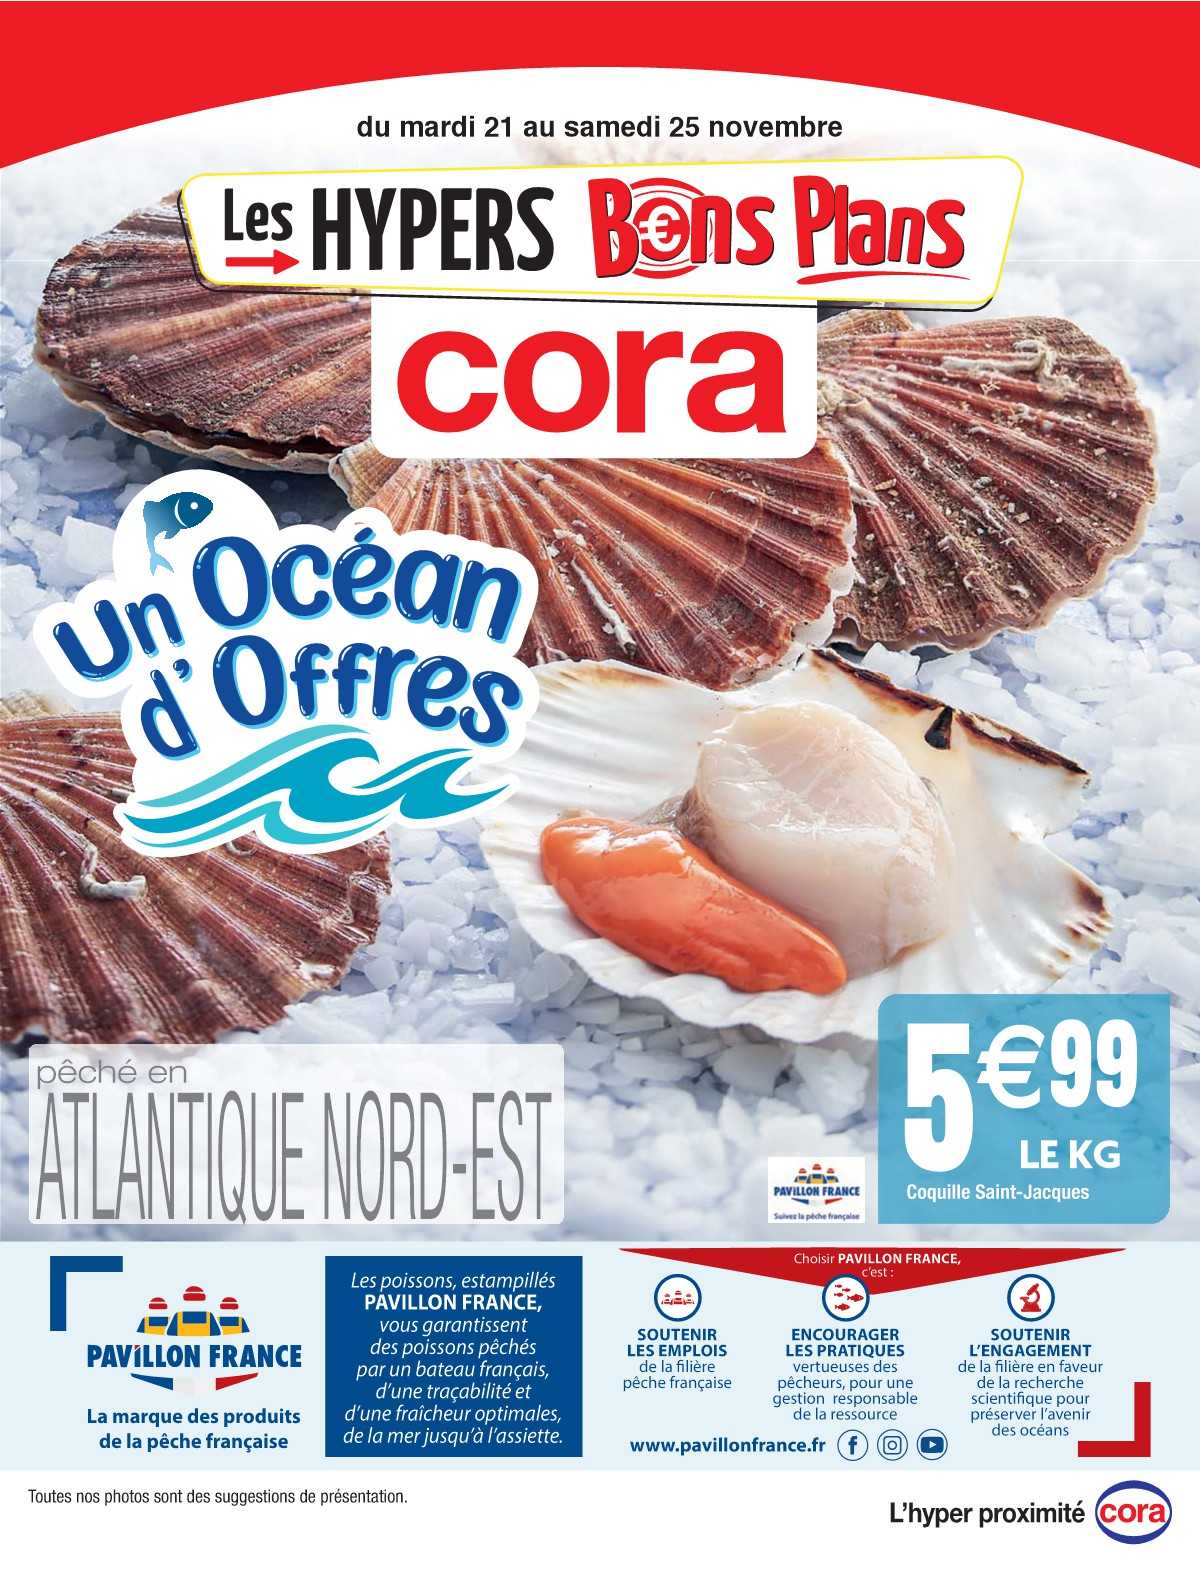 du mardi 21 au samedi 25 novembre
Les HYPERS Bons Plans
cora
Un Océan
d'Offres
pêché en
ATLANTIQUE NORD-EST
5€99
LE KG
Coquille Saint-Jacques
PAVILLON FRANCE
Suivez la pêche française
PAVILLON FRANCE
La marque des produits
de la pêche française
Les poissons, estampillés
PAVILLON FRANCE,
vous garantissent
des poissons pêchés
par un bateau français,
d'une traçabilité et
d'une fraîcheur optimales,
de la mer jusqu'à l'assiette.
Choisir PAVILLON FRANCE,
c'est :
SOUTENIR
LES EMPLOIS
de la filière
pêche française
ENCOURAGER
LES PRATIQUES
vertueuses des
pêcheurs, pour une
gestion responsable
de la ressource
SOUTENIR
L'ENGAGEMENT
de la filière en faveur
de la recherche
scientifique pour
préserver l'avenir
des océans
www.pavillonfrance.fr
Toutes nos photos sont des suggestions de présentation.
L'hyper proximité cora